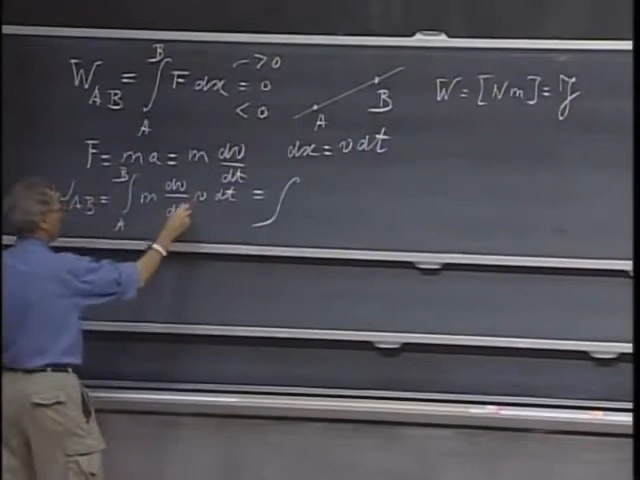 W_AB = ∫_A^B F dx > 0
= 0
< 0
A B
W = [Nm] = J
F = ma = m dv/dt dx = v dt
W_AB = ∫_A^B m dv/dt v dt = ∫